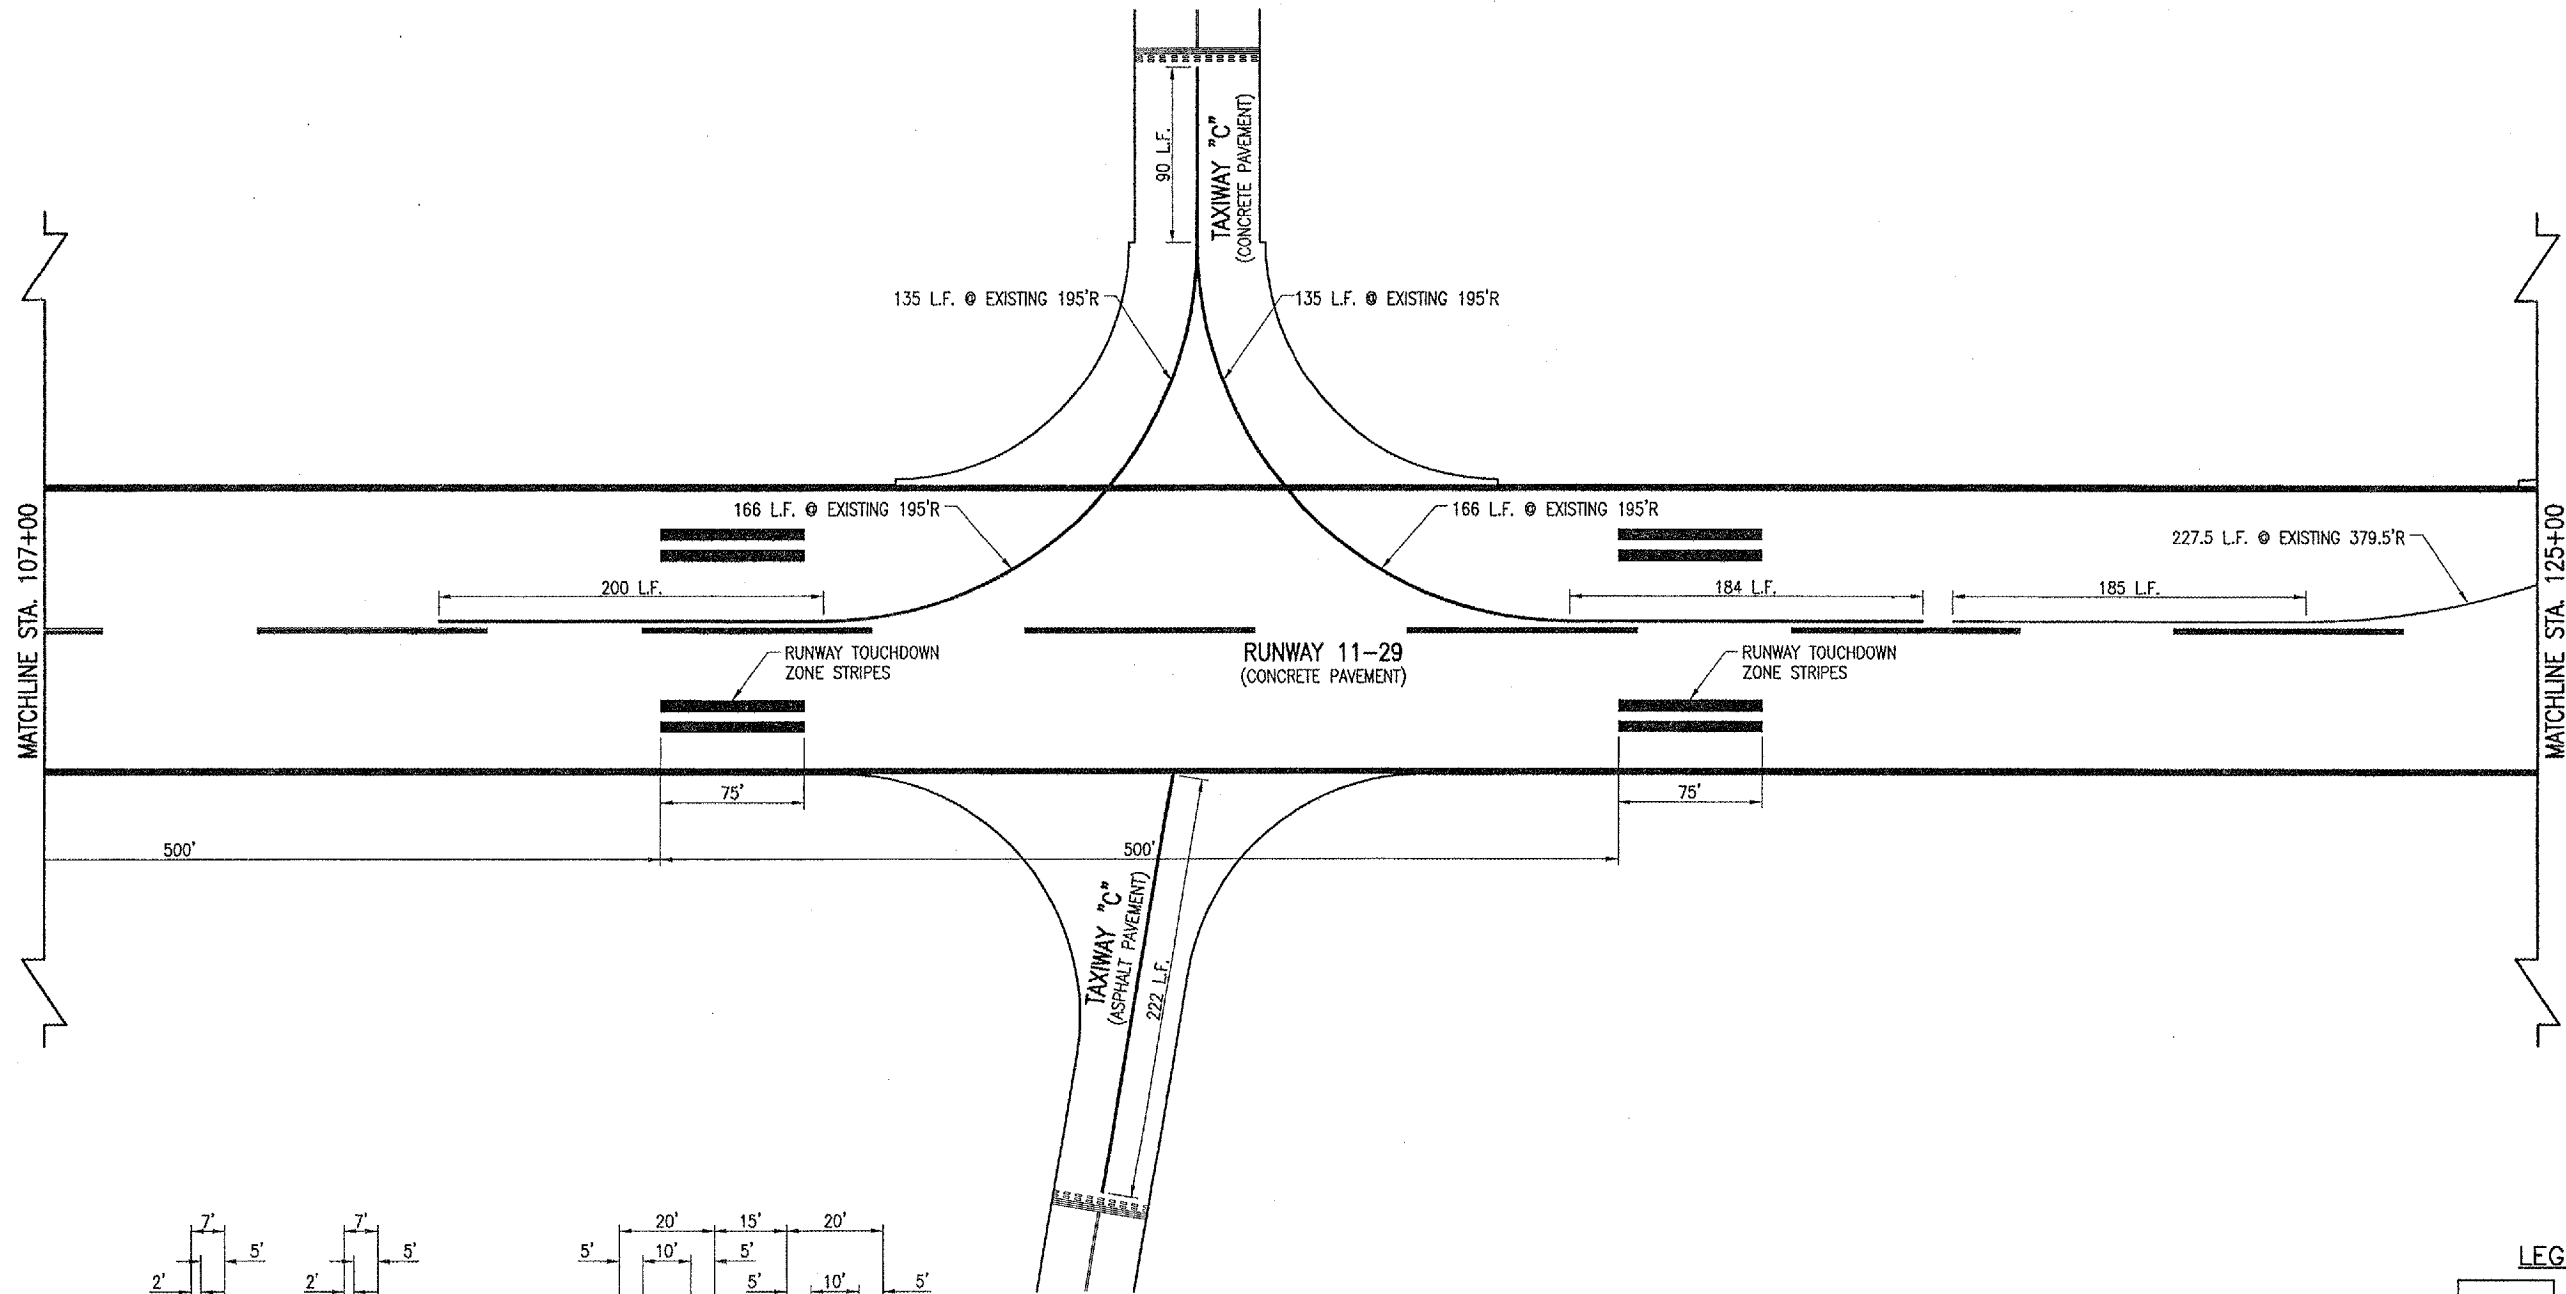 90 L.F.
TAXIWAY "C"
(CONCRETE PAVEMENT)
135 L.F. @ EXISTING 195'R
135 L.F. @ EXISTING 195'R
MATCHLINE STA. 107+00
166 L.F. @ EXISTING 195'R
166 L.F. @ EXISTING 195'R
227.5 L.F. @ EXISTING 379.5'R
MATCHLINE STA. 125+00
200 L.F.
184 L.F.
185 L.F.
RUNWAY TOUCHDOWN
ZONE STRIPES
RUNWAY 11-29
(CONCRETE PAVEMENT)
RUNWAY TOUCHDOWN
ZONE STRIPES
75'
75'
500'
500'
TAXIWAY "C"
(ASPHALT PAVEMENT)
222 L.F.
7'
7'
20'
15'
20'
5'
5'
5'
10'
5'
2'
2'
5'
10'
5'
LEG